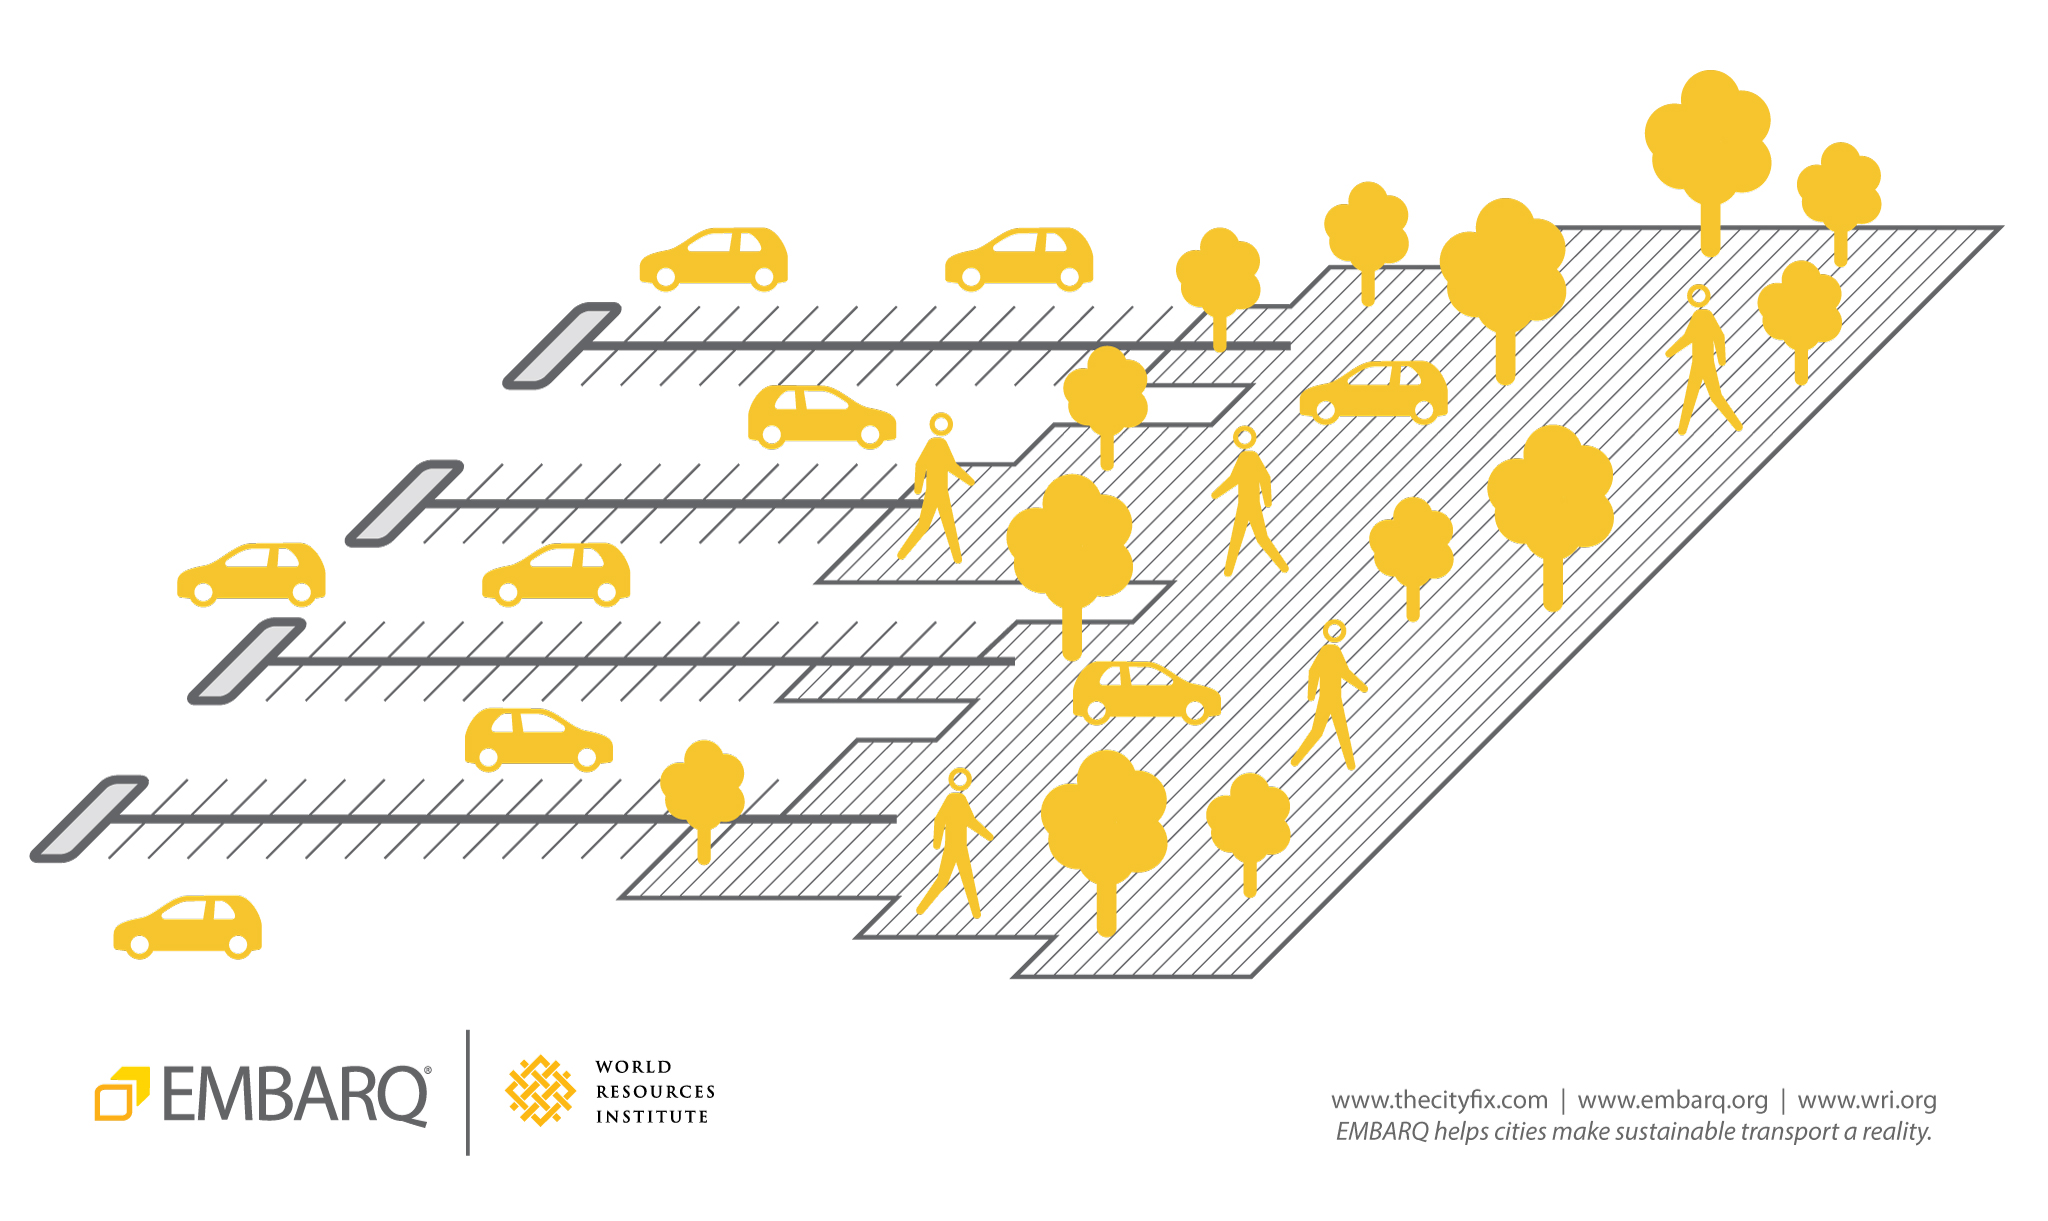 EMBARQ®
WORLD
RESOURCES
INSTITUTE
www.thecityfix.com | www.embarq.org | www.wri.org
EMBARQ helps cities make sustainable transport a reality.